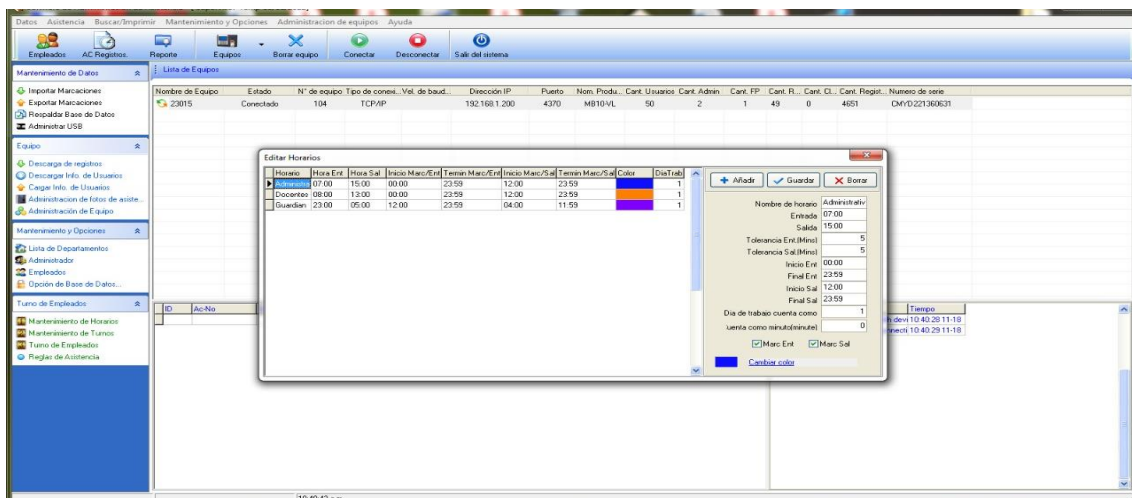 Datos Asistencia Buscar/Imprimir Mantenimiento y Opciones Administracion de equipos Ayuda
Empleados AC Registros. Reporte Equipos Borrar equipo Conectar Desconectar Salir del sistema
Mantenimiento de Datos
Importar Marcaciones
Exportar Marcaciones
Respaldar Base de Datos
Administrar USB
Equipo
Descarga de registros
Descargar Info. de Usuarios
Cargar Info. de Usuarios
Administracion de fotos de asiste...
Administración de Equipo
Mantenimiento y Opciones
Lista de Departamentos
Administrador
Empleados
Opción de Base de Datos...
Turno de Empleados
Mantenimiento de Horarios
Mantenimiento de Turnos
Turno de Empleados
Reglas de Asistencia
Lista de Equipos
Nombre de Equipo Estado N° de equipo Tipo de conexi... Vel. de baud... Dirección IP Puerto Nom. Produ... Cant. Usuarios Cant. Admin Cant. FP Cant. R... Cant. Cl... Cant. Regist... Numero de serie
23015 Conectado 104 TCP/IP 192.168.1.200 4370 MB10-VL 50 2 1 49 0 4651 CMYD221360631
Editar Horarios
Horario Hora Ent Hora Sal Inicio Marc/Ent Termin Marc/Ent Inicio Marc/Sal Termin Marc/Sal Color DiaTrab
Administra 07:00 15:00 00:00 23:59 12:00 23:59 1
Docentes 08:00 13:00 00:00 23:59 12:00 23:59 1
Guardian 23:00 05:00 12:00 23:59 04:00 11:59 1
Añadir Guardar Borrar
Nombre de horario Administrativ
Entrada 07:00
Salida 15:00
Tolerancia Ent.(Mins) 5
Tolerancia Sal.(Mins) 5
Inicio Ent 00:00
Final Ent 23:59
Inicio Sal 12:00
Final Sal 23:59
Dia de trabajo cuenta como 1
uenta como minuto(minute) 0
Marc Ent Marc Sal
Cambiar color
ID Ac-No
Tiempo
devi 10:40:28 11-18
nnecti 10:40:29 11-18